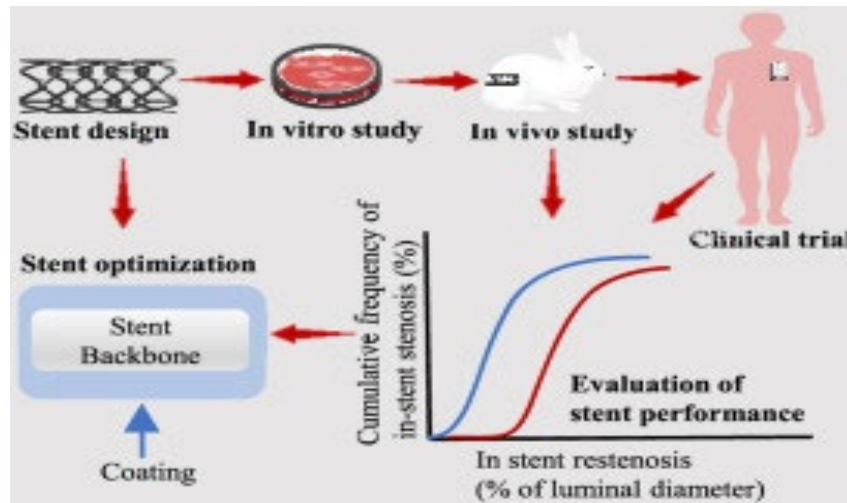 Stent design
In vitro study
In vivo study
Clinical trial
Stent optimization
Stent
Backbone
Coating
Cumulative frequency of
in-stent stenosis (%)
Evaluation of
stent performance
In stent restenosis
(% of luminal diameter)